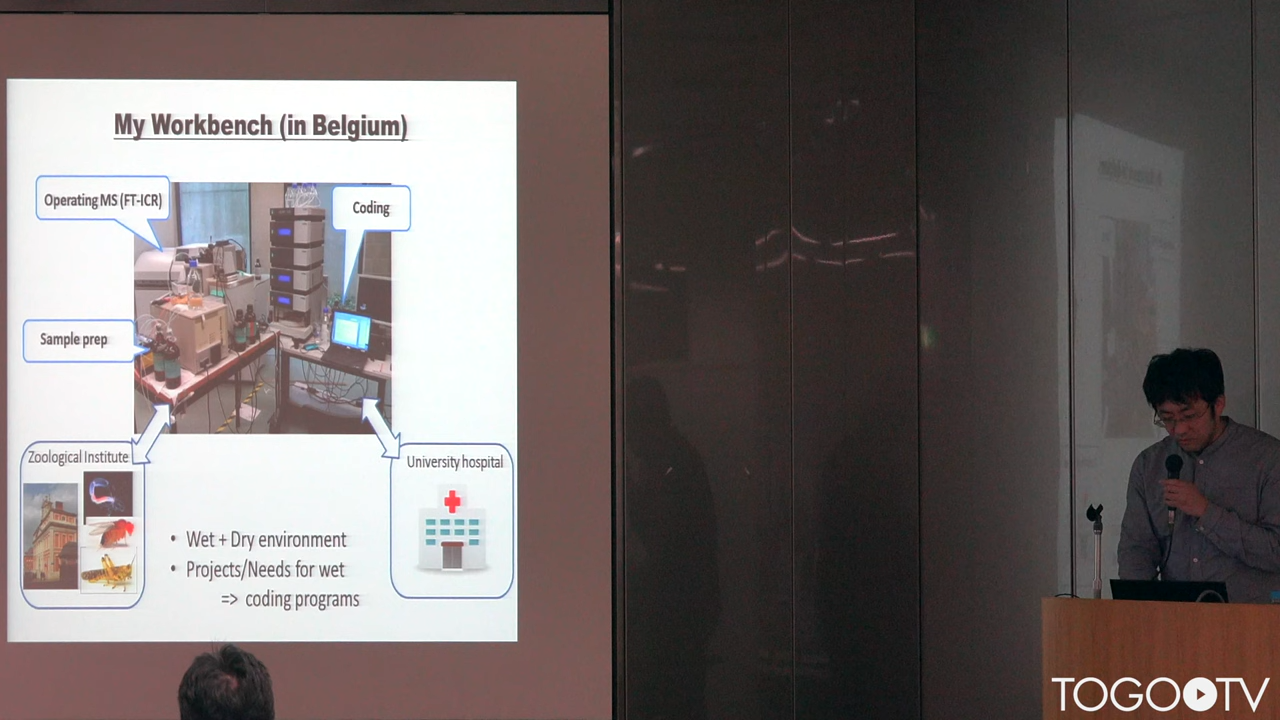 My Workbench (in Belgium)
Operating MS (FT-ICR)
Coding
Sample prep
Zoological Institute
University hospital
• Wet + Dry environment
• Projects/Needs for wet
=> coding programs
TOGOTV